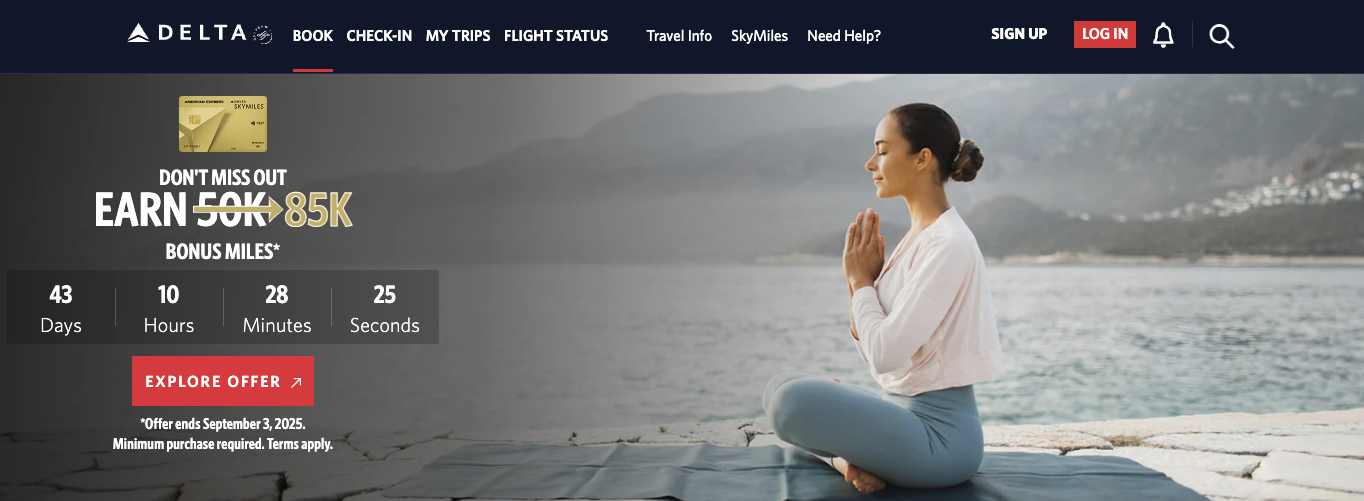 DELTA
BOOK CHECK-IN MY TRIPS FLIGHT STATUS Travel Info SkyMiles Need Help? SIGN UP LOG IN
AMERICAN EXPRESS DELTA
SKYMILES
DON'T MISS OUT
EARN 50K 85K
BONUS MILES*
43 10 28 25
Days Hours Minutes Seconds
EXPLORE OFFER
*Offer ends September 3, 2025.
Minimum purchase required. Terms apply.